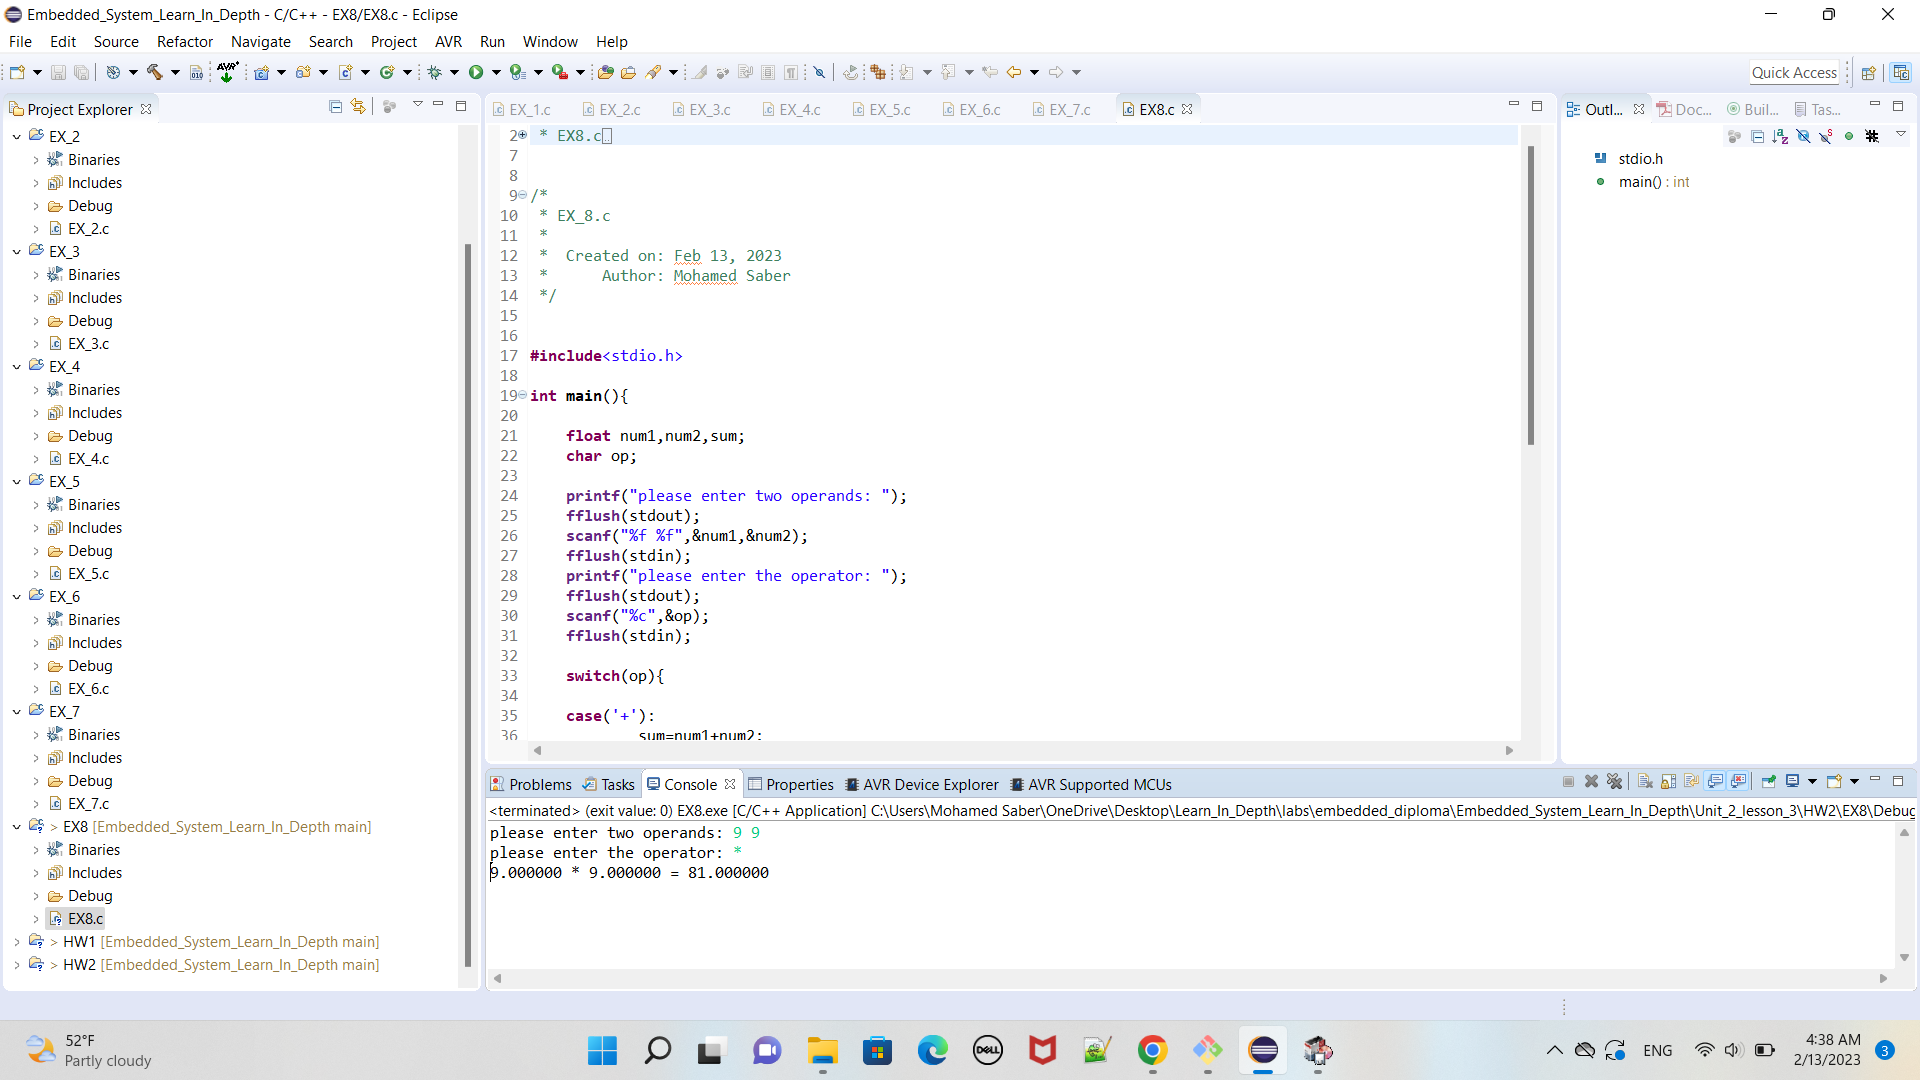 Embedded_System_Learn_In_Depth - C/C++ - EX8/EX8.c - Eclipse
File Edit Source Refactor Navigate Search Project AVR Run Window Help
Quick Access
Project Explorer
EX_2
Binaries
Includes
Debug
EX_2.c
EX_3
Binaries
Includes
Debug
EX_3.c
EX_4
Binaries
Includes
Debug
EX_4.c
EX_5
Binaries
Includes
Debug
EX_5.c
EX_6
Binaries
Includes
Debug
EX_6.c
EX_7
Binaries
Includes
Debug
EX_7.c
> EX8 [Embedded_System_Learn_In_Depth main]
Binaries
Includes
Debug
EX8.c
> HW1 [Embedded_System_Learn_In_Depth main]
> HW2 [Embedded_System_Learn_In_Depth main]
EX_1.c EX_2.c EX_3.c EX_4.c EX_5.c EX_6.c EX_7.c EX8.c
2 * EX8.c
7
8
9 /*
10 * EX_8.c
11 *
12 * Created on: Feb 13, 2023
13 * Author: Mohamed Saber
14 */
15
16
17 #include<stdio.h>
18
19 int main(){
20
21 float num1,num2,sum;
22 char op;
23
24 printf("please enter two operands: ");
25 fflush(stdout);
26 scanf("%f %f",&num1,&num2);
27 fflush(stdin);
28 printf("please enter the operator: ");
29 fflush(stdout);
30 scanf("%c",&op);
31 fflush(stdin);
32
33 switch(op){
34
35 case('+'):
36 sum=num1+num2;
Outl... Doc... Buil... Tas...
stdio.h
main() : int
Problems Tasks Console Properties AVR Device Explorer AVR Supported MCUs
<terminated> (exit value: 0) EX8.exe [C/C++ Application] C:\Users\Mohamed Saber\OneDrive\Desktop\Learn_In_Depth\labs\embedded_diploma\Embedded_System_Learn_In_Depth\Unit_2_lesson_3\HW2\EX8\Debug
please enter two operands: 9 9
please enter the operator: *
9.000000 * 9.000000 = 81.000000
52°F
Partly cloudy
DELL
ENG
4:38 AM
2/13/2023
3